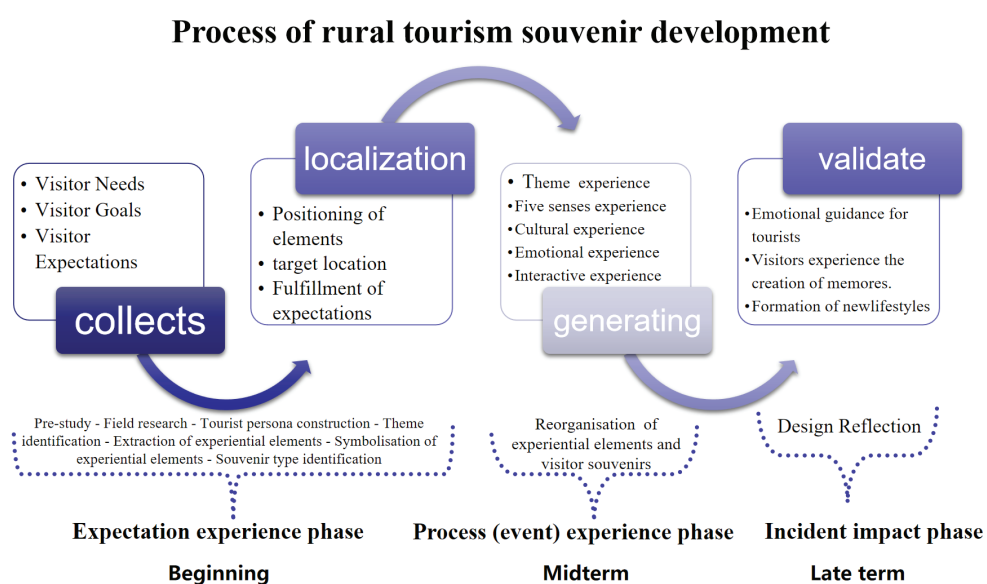 Process of rural tourism souvenir development
• Visitor Needs
• Visitor Goals
• Visitor
Expectations
collects
localization
• Positioning of
elements
• target location
• Fulfillment of
expectations
• Theme experience
• Five senses experience
• Cultural experience
• Emotional experience
• Interactive experience
generating
validate
• Emotional guidance for
tourists
• Visitors experience the
creation of memores.
• Formation of newlifestyles
Pre-study - Field research - Tourist persona construction - Theme
identification - Extraction of experiential elements - Symbolisation of
experiential elements - Souvenir type identification
Reorganisation of
experiential elements and
visitor souvenirs
Design Reflection
Expectation experience phase
Process (event) experience phase
Incident impact phase
Beginning
Midterm
Late term